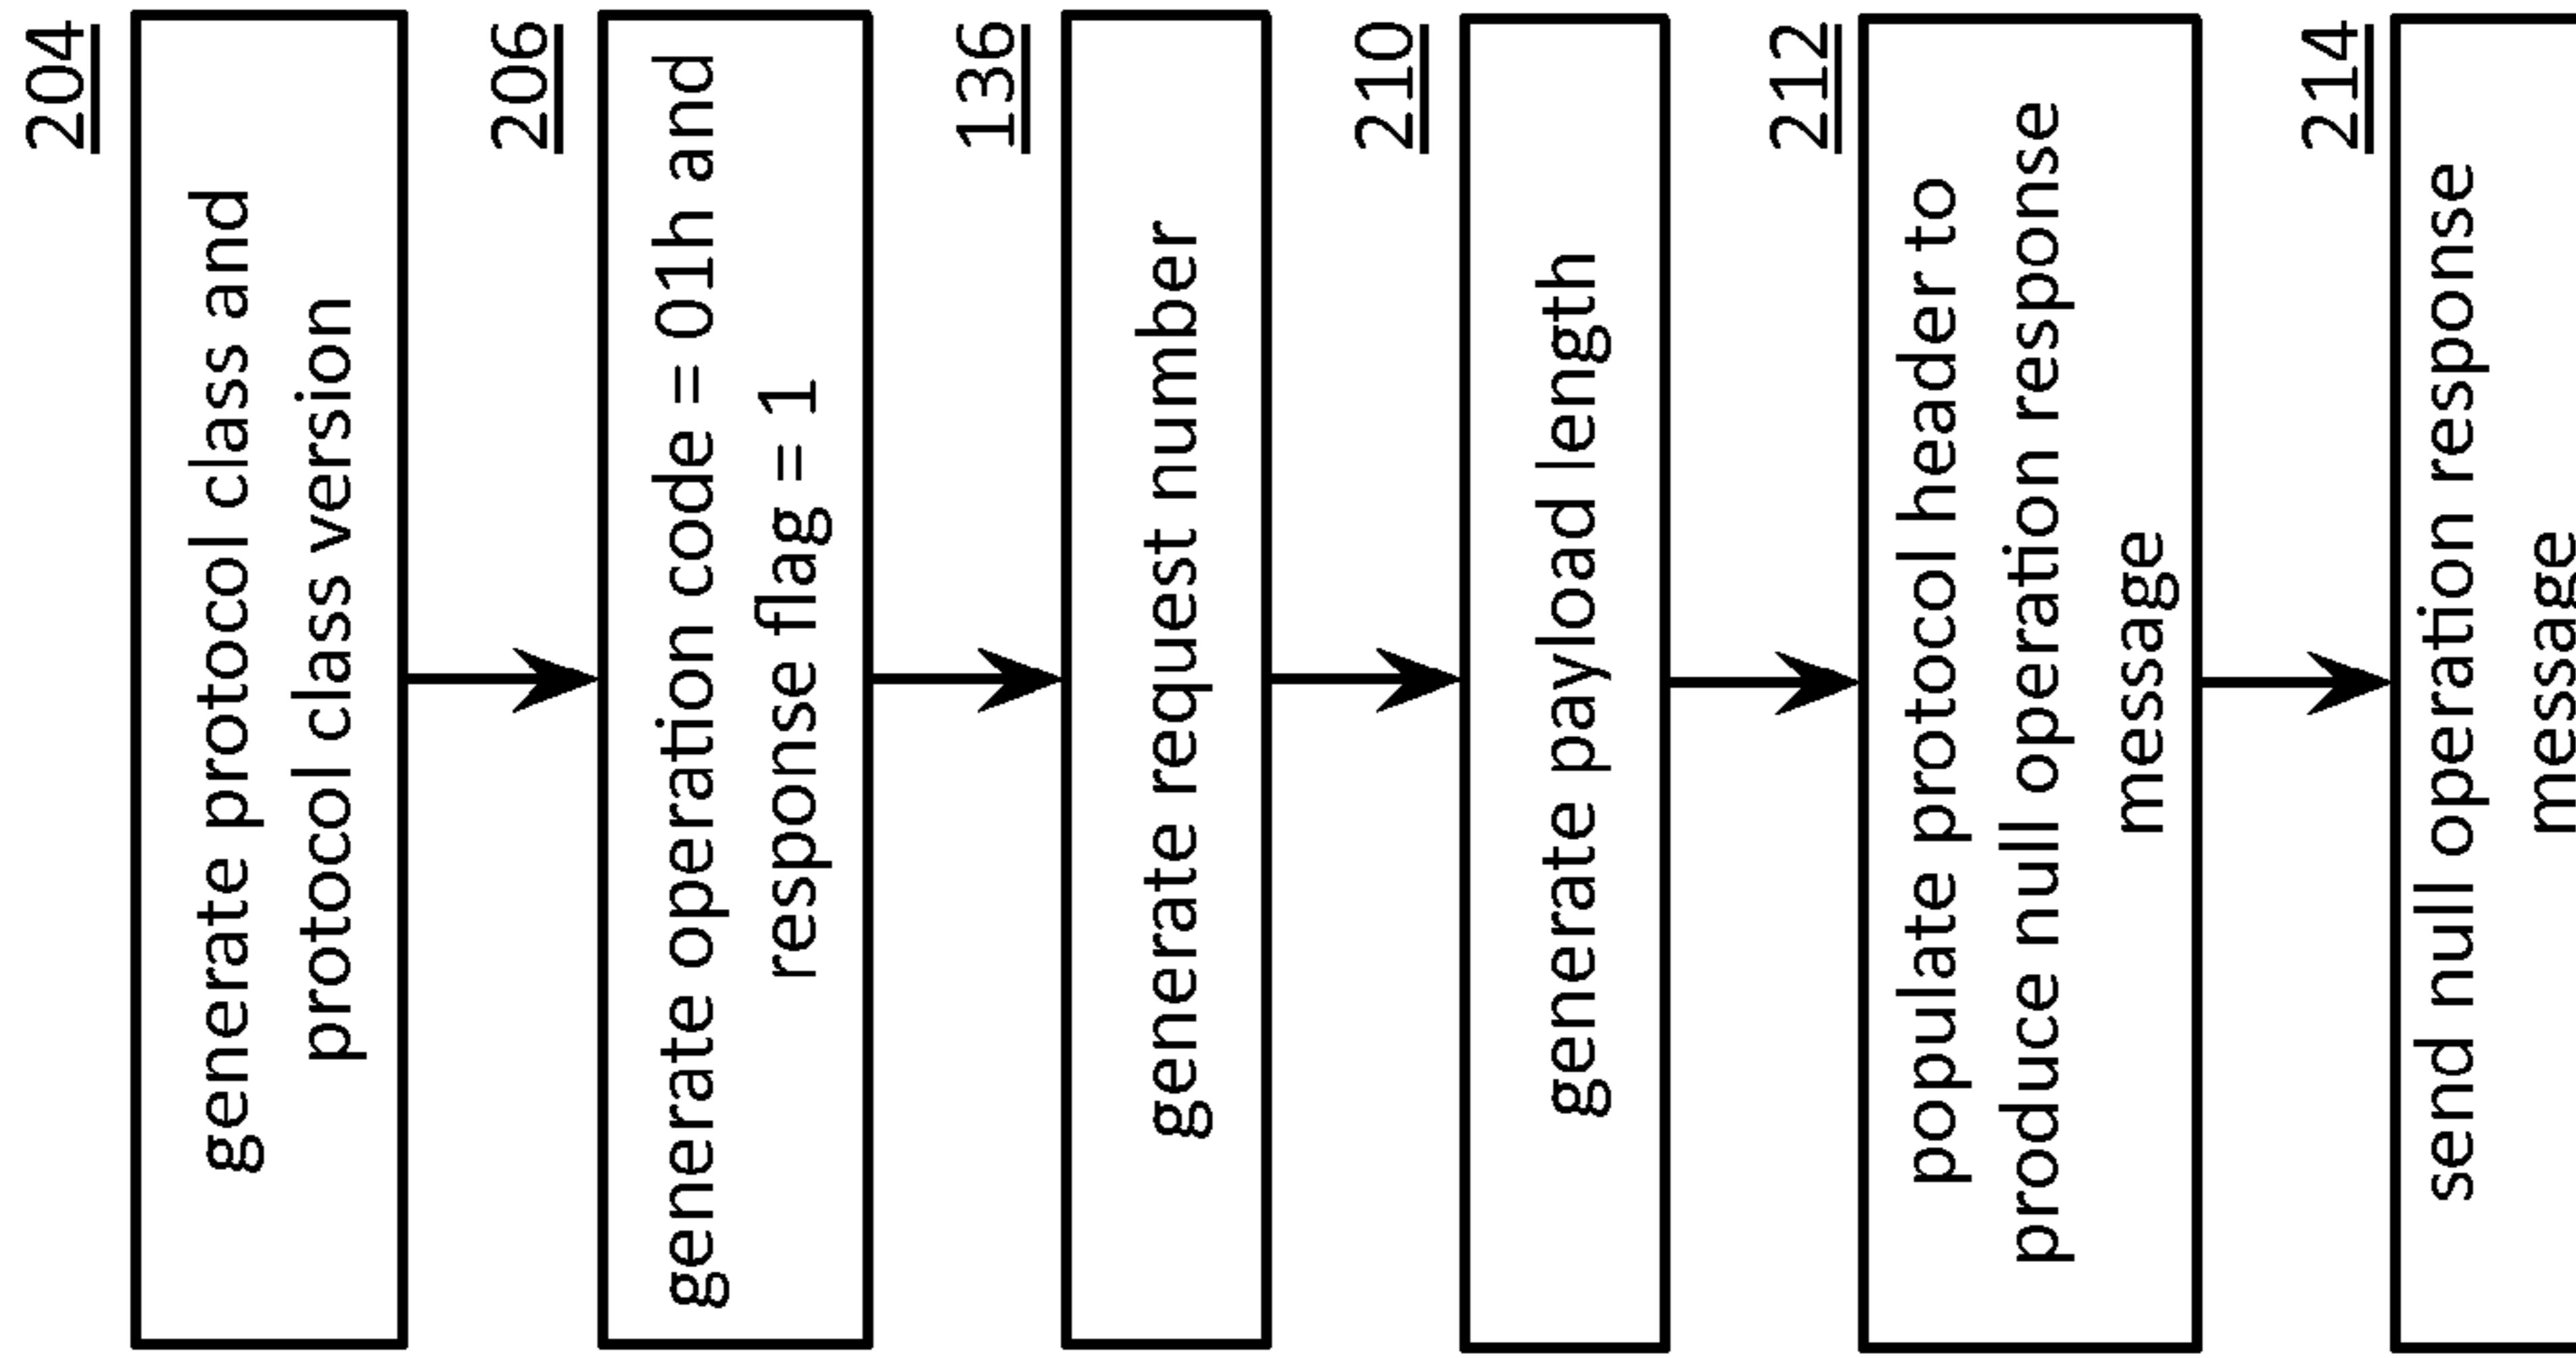 204
generate protocol class and
protocol class version
206
generate operation code = 01h and
response flag = 1
136
generate request number
210
generate payload length
212
populate protocol header to
produce null operation response
message
214
send null operation response
message